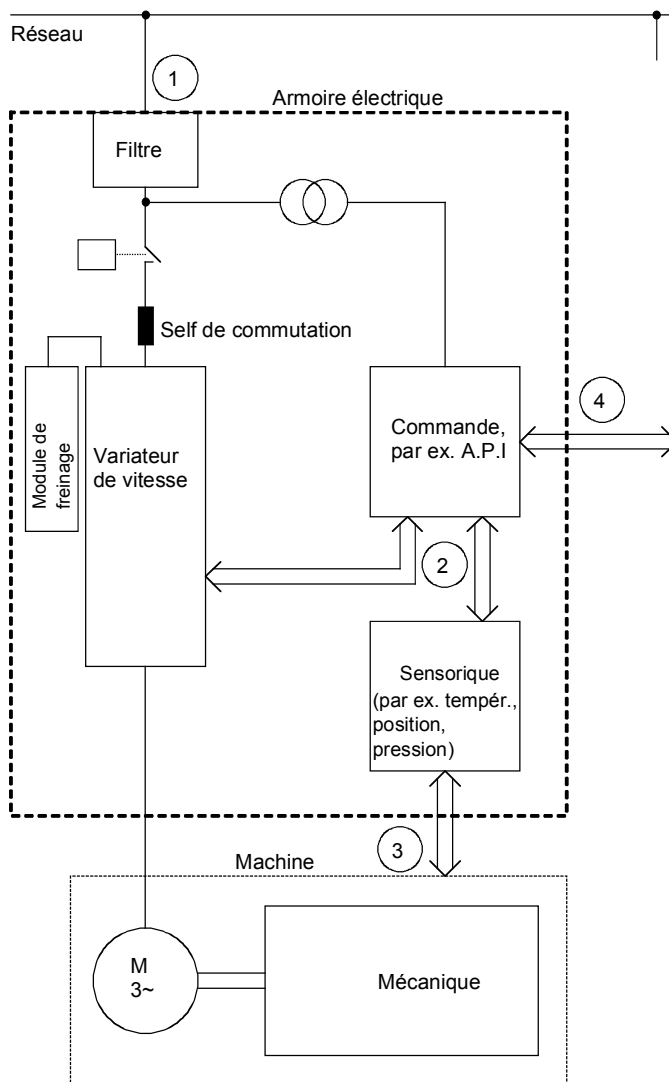 Réseau
1
Armoire électrique
Filtre
Self de commutation
Module de
freinage
Variateur
de vitesse
Commande,
par ex. A.P.I
4
2
Sensorique
(par ex. tempér.,
position,
pression)
3
Machine
M
3~
Mécanique